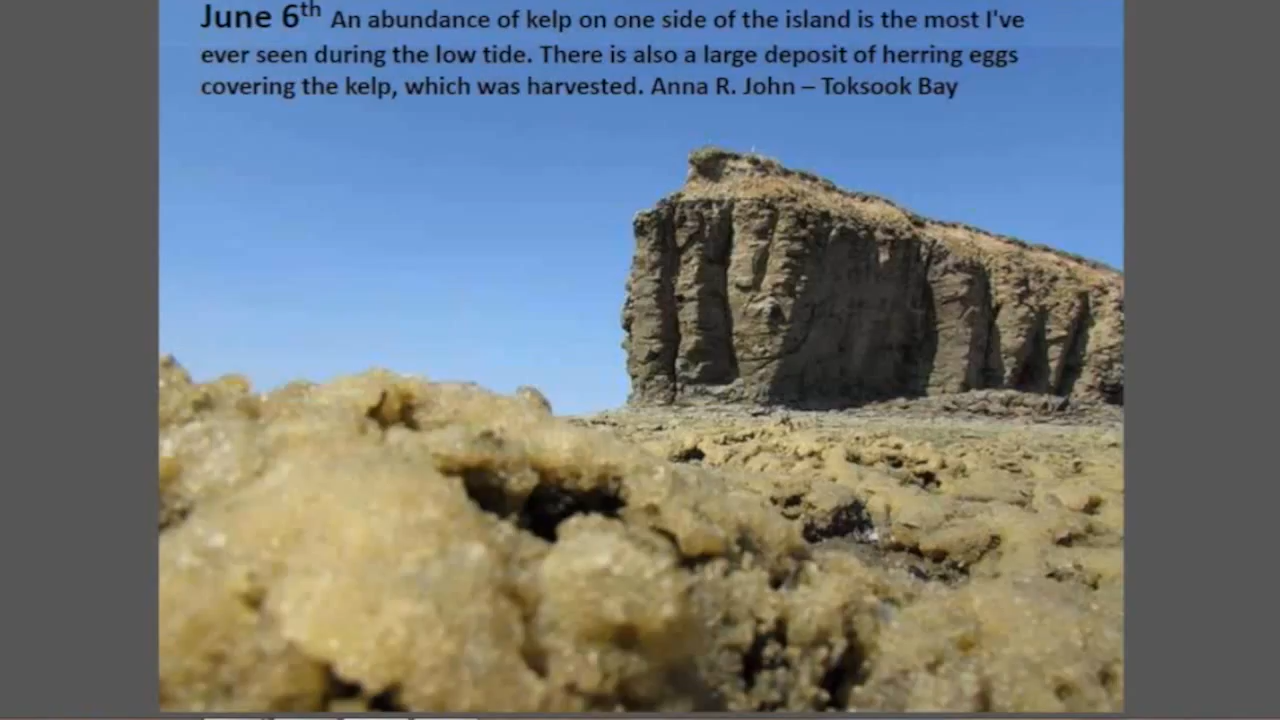 June 6th An abundance of kelp on one side of the island is the most I've
ever seen during the low tide. There is also a large deposit of herring eggs
covering the kelp, which was harvested. Anna R. John – Toksook Bay